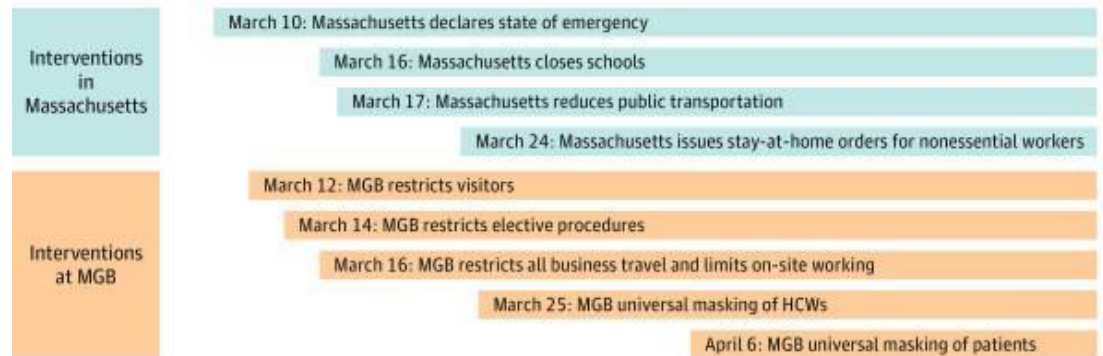 Interventions
in
Massachusetts
March 10: Massachusetts declares state of emergency
March 16: Massachusetts closes schools
March 17: Massachusetts reduces public transportation
March 24: Massachusetts issues stay-at-home orders for nonessential workers
Interventions
at MGB
March 12: MGB restricts visitors
March 14: MGB restricts elective procedures
March 16: MGB restricts all business travel and limits on-site working
March 25: MGB universal masking of HCWs
April 6: MGB universal masking of patients